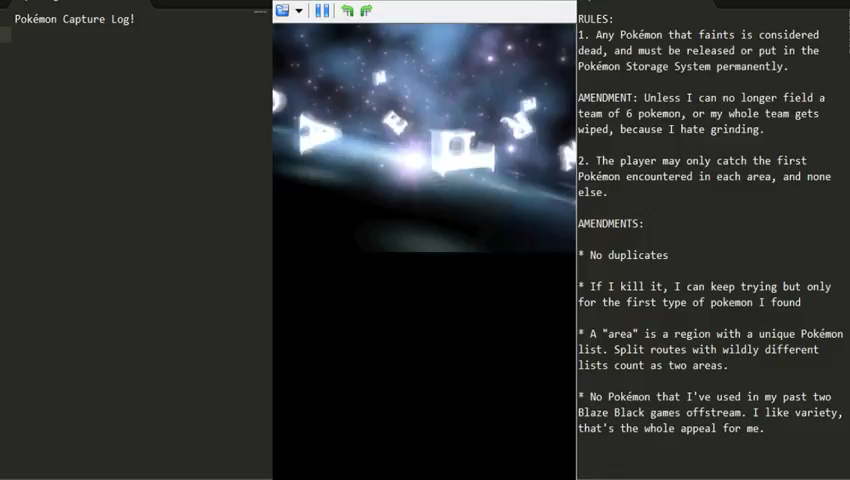 Pokémon Capture Log!
RULES:
1. Any Pokémon that faints is considered
dead, and must be released or put in the
Pokémon Storage System permanently.
AMENDMENT: Unless I can no longer field a
team of 6 pokemon, or my whole team gets
wiped, because I hate grinding.
2. The player may only catch the first
Pokémon encountered in each area, and none
else.
AMENDMENTS:
* No duplicates
* If I kill it, I can keep trying but only
for the first type of pokemon I found
* A "area" is a region with a unique Pokémon
list. Split routes with wildly different
lists count as two areas.
* No Pokémon that I've used in my past two
Blaze Black games offstream. I like variety,
that's the whole appeal for me.